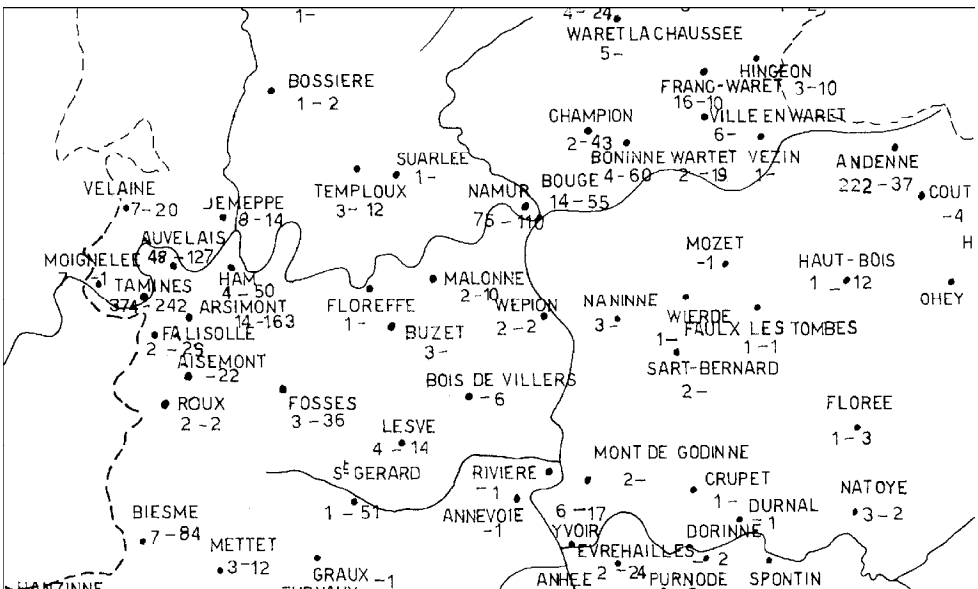 1-
4-24
WARET LA CHAUSSEE
5-
BOSSIERE
1-2
HINGEON
3-10
FRANC-WARET
16-10
VILLE EN WARET
6-
CHAMPION
2-43
BONINNE
4-60
WARTET
2-19
VEZIN
1-
ANDENNE
222-37
COUT
-4
H
SUARLEE
1-
TEMPLOUX
3-12
NAMUR
75-110
BOUGE
14-55
VELAINE
7-20
JEMEPPE
8-14
AUVELAIS
48-127
MOIGNELEE
7 -1
TAMINES
374-242
HAM
4-50
ARSIMONT
14-163
FALISOLLE
2-29
AISEMONT
-22
ROUX
2-2
FOSSES
3-36
FLOREFFE
1-
MALONNE
2-10
BUZET
3-
WEPION
2-2
NANINNE
3-
MOZET
-1
HAUT-BOIS
1-12
OHEY
WIERDE
1-
FAULX LES TOMBES
1-1
SART-BERNARD
2-
BOIS DE VILLERS
-6
LESVE
4-14
FLOREE
1-3
St GERARD
1-51
RIVIERE
-1
ANNEVOIE
-1
MONT DE GODINNE
2-
CRUPET
1-
DURNAL
-1
NATOYE
3-2
6-17
YVOIR
DORINNE
-2
EVREHAILLES
2-24
BIESME
7-84
METTET
3-12
GRAUX -1
ANHEE
PURNODE
SPONTIN
HANZINNE